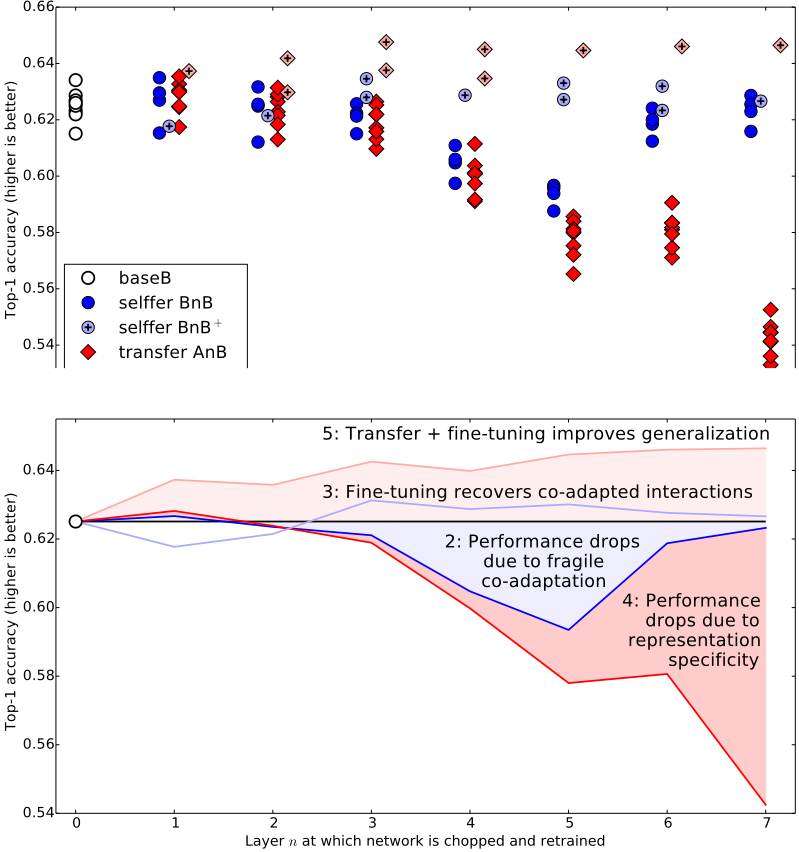 0.66
0.64
0.62
0.60
0.58
0.56
0.54
Top-1 accuracy (higher is better)
baseB
selffer BnB
selffer BnB+
transfer AnB
0.64
0.62
0.60
0.58
0.56
0.54
Top-1 accuracy (higher is better)
5: Transfer + fine-tuning improves generalization
3: Fine-tuning recovers co-adapted interactions
2: Performance drops
due to fragile
co-adaptation
4: Performance
drops due to
representation
specificity
0 1 2 3 4 5 6 7
Layer n at which network is chopped and retrained